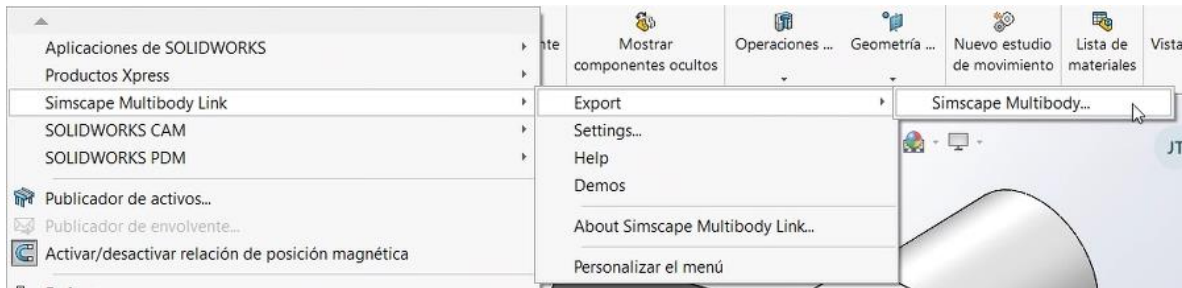 Aplicaciones de SOLIDWORKS
Productos Xpress
Simscape Multibody Link
SOLIDWORKS CAM
SOLIDWORKS PDM
Publicador de activos...
Publicador de envolvente...
Activar/desactivar relación de posición magnética
Mostrar
componentes ocultos
Operaciones ...
Geometría ...
Nuevo estudio
de movimiento
Lista de
materiales
Export
Settings...
Help
Demos
About Simscape Multibody Link...
Personalizar el menú
Simscape Multibody...
JT